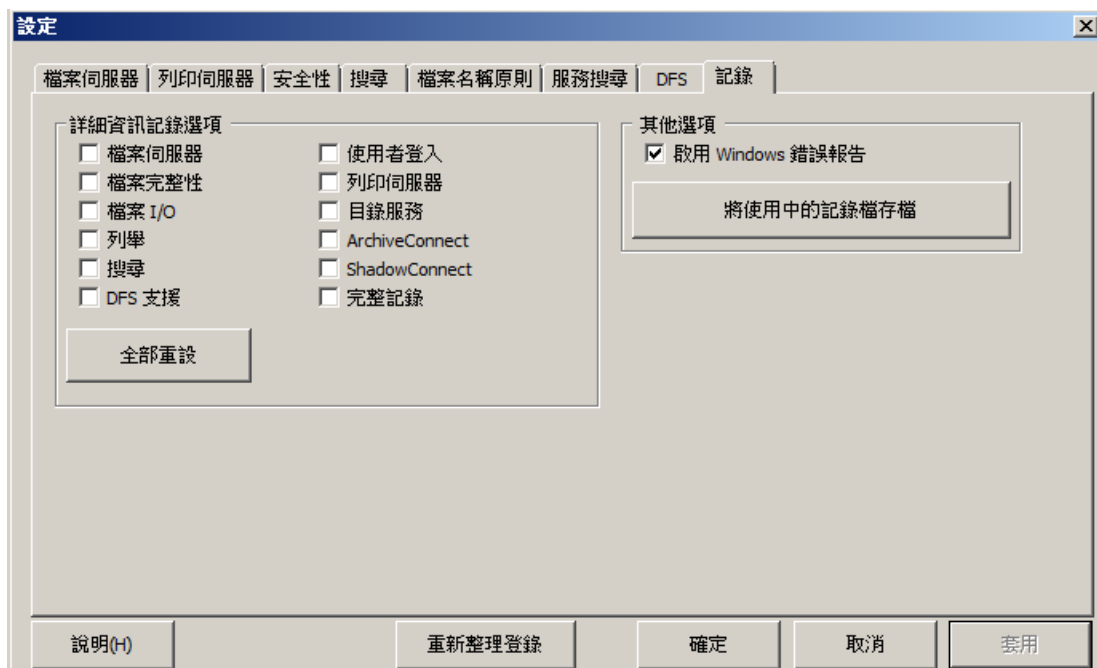 設定
檔案伺服器 列印伺服器 安全性 搜尋 檔案名稱原則 服務搜尋 DFS 記錄
詳細資訊記錄選項
檔案伺服器
檔案完整性
檔案 I/O
列舉
搜尋
DFS 支援
使用者登入
列印伺服器
目錄服務
ArchiveConnect
ShadowConnect
完整記錄
全部重設
其他選項
啟用 Windows 錯誤報告
將使用中的記錄檔存檔
說明(H) 重新整理登錄 確定 取消 套用